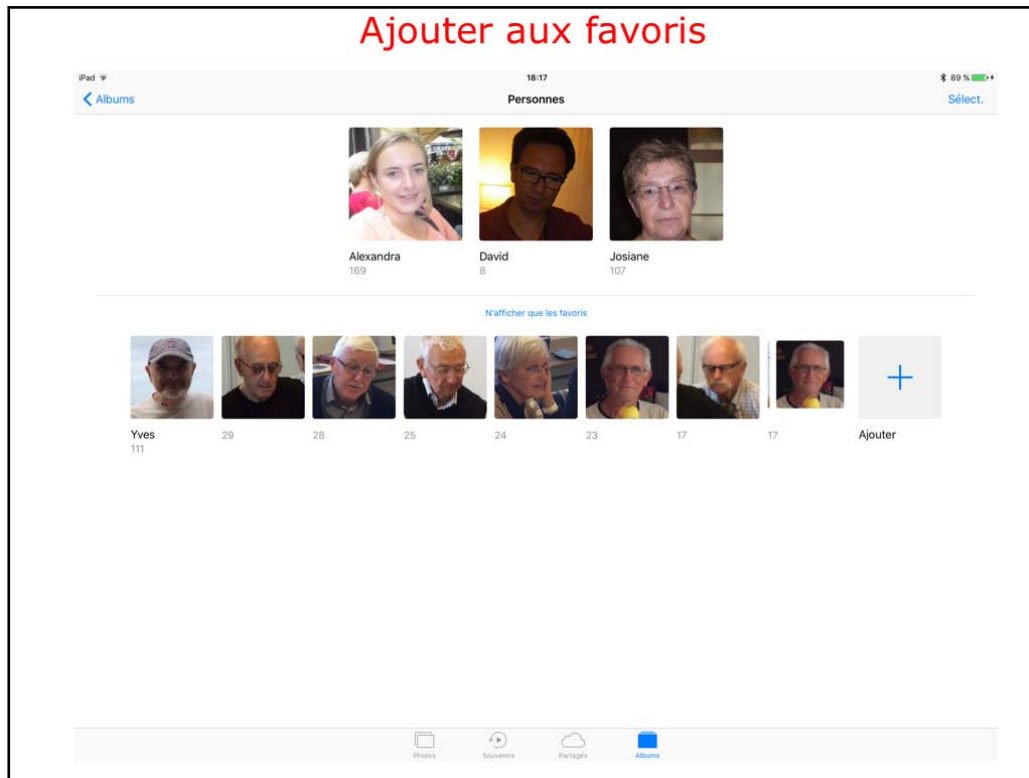 Ajouter aux favoris
iPad 18:17 89 %
Albums Personnes Sélect.
Alexandra David Josiane
169 8 107
N'afficher que les favoris
Yves 29 28 25 24 23 17 17 Ajouter
111
Photos Souvenirs Partagés Albums